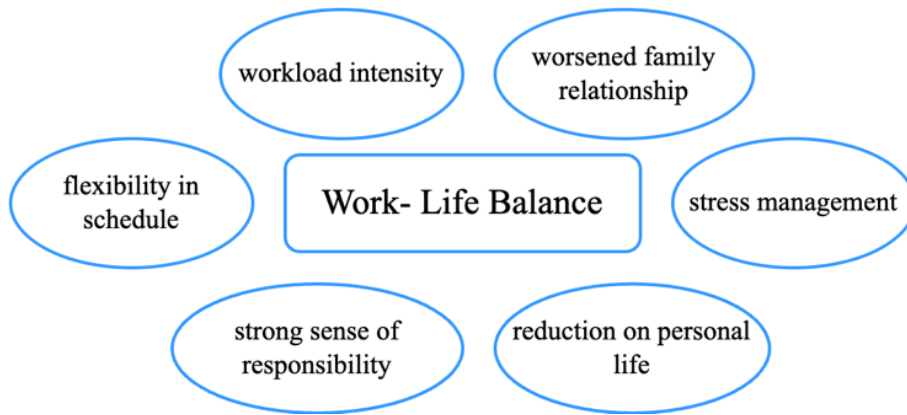 workload intensity
worsened family
relationship
flexibility in
schedule
Work- Life Balance
stress management
strong sense of
responsibility
reduction on personal
life